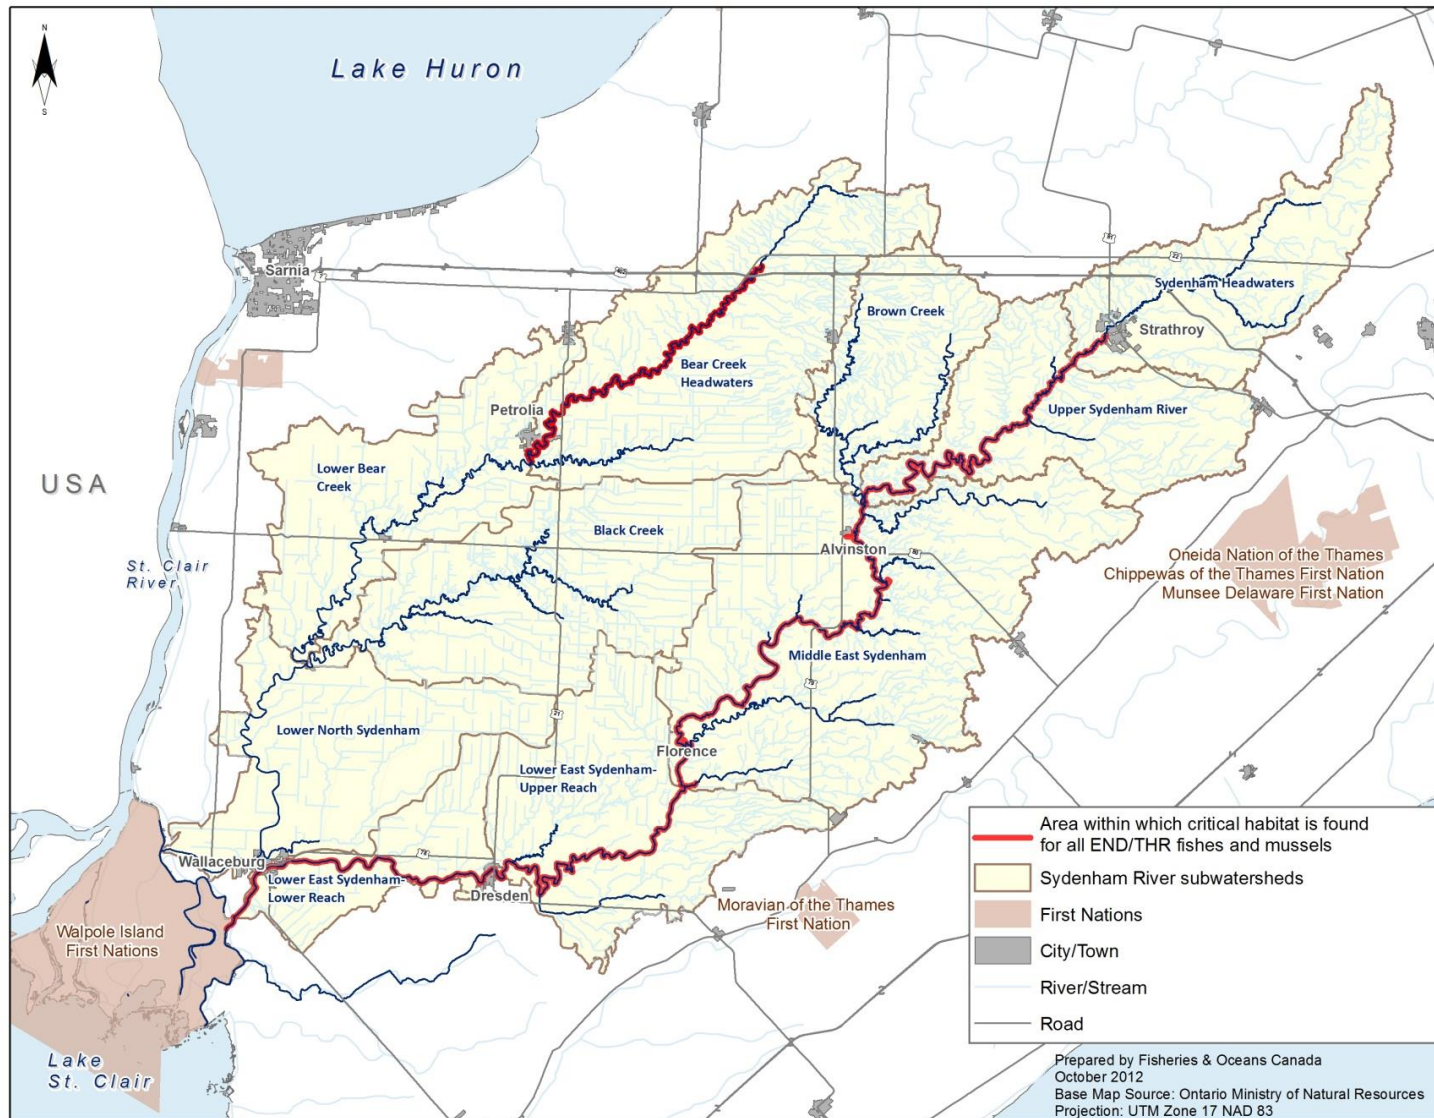 N
S
Lake Huron
Sarnia
USA
St. Clair
River
Petrolia
Bear Creek
Headwaters
Brown Creek
Sydenham Headwaters
Strathroy
Upper Sydenham River
Lower Bear
Creek
Black Creek
Alvinston
Oneida Nation of the Thames
Chippewas of the Thames First Nation
Munsee Delaware First Nation
Middle East Sydenham
Lower North Sydenham
Florence
Lower East Sydenham-
Upper Reach
Wallaceburg
Lower East Sydenham-
Lower Reach
Dresden
Moravian of the Thames
First Nation
Walpole Island
First Nations
Lake
St. Clair
22
21
79
80
78
Area within which critical habitat is found
for all END/THR fishes and mussels
Sydenham River subwatersheds
First Nations
City/Town
River/Stream
Road
Prepared by Fisheries & Oceans Canada
October 2012
Base Map Source: Ontario Ministry of Natural Resources
Projection: UTM Zone 17 NAD 83